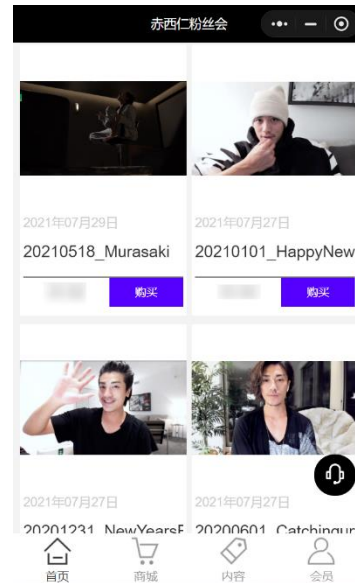 赤西仁粉丝会
2021年07月29日
2021年07月27日
20210518_Murasaki
20210101_HappyNew
购买
购买
2021年07月27日
2021年07月27日
20201231_NewYearsE
20200601_Catchingup
首页
商城
内容
会员